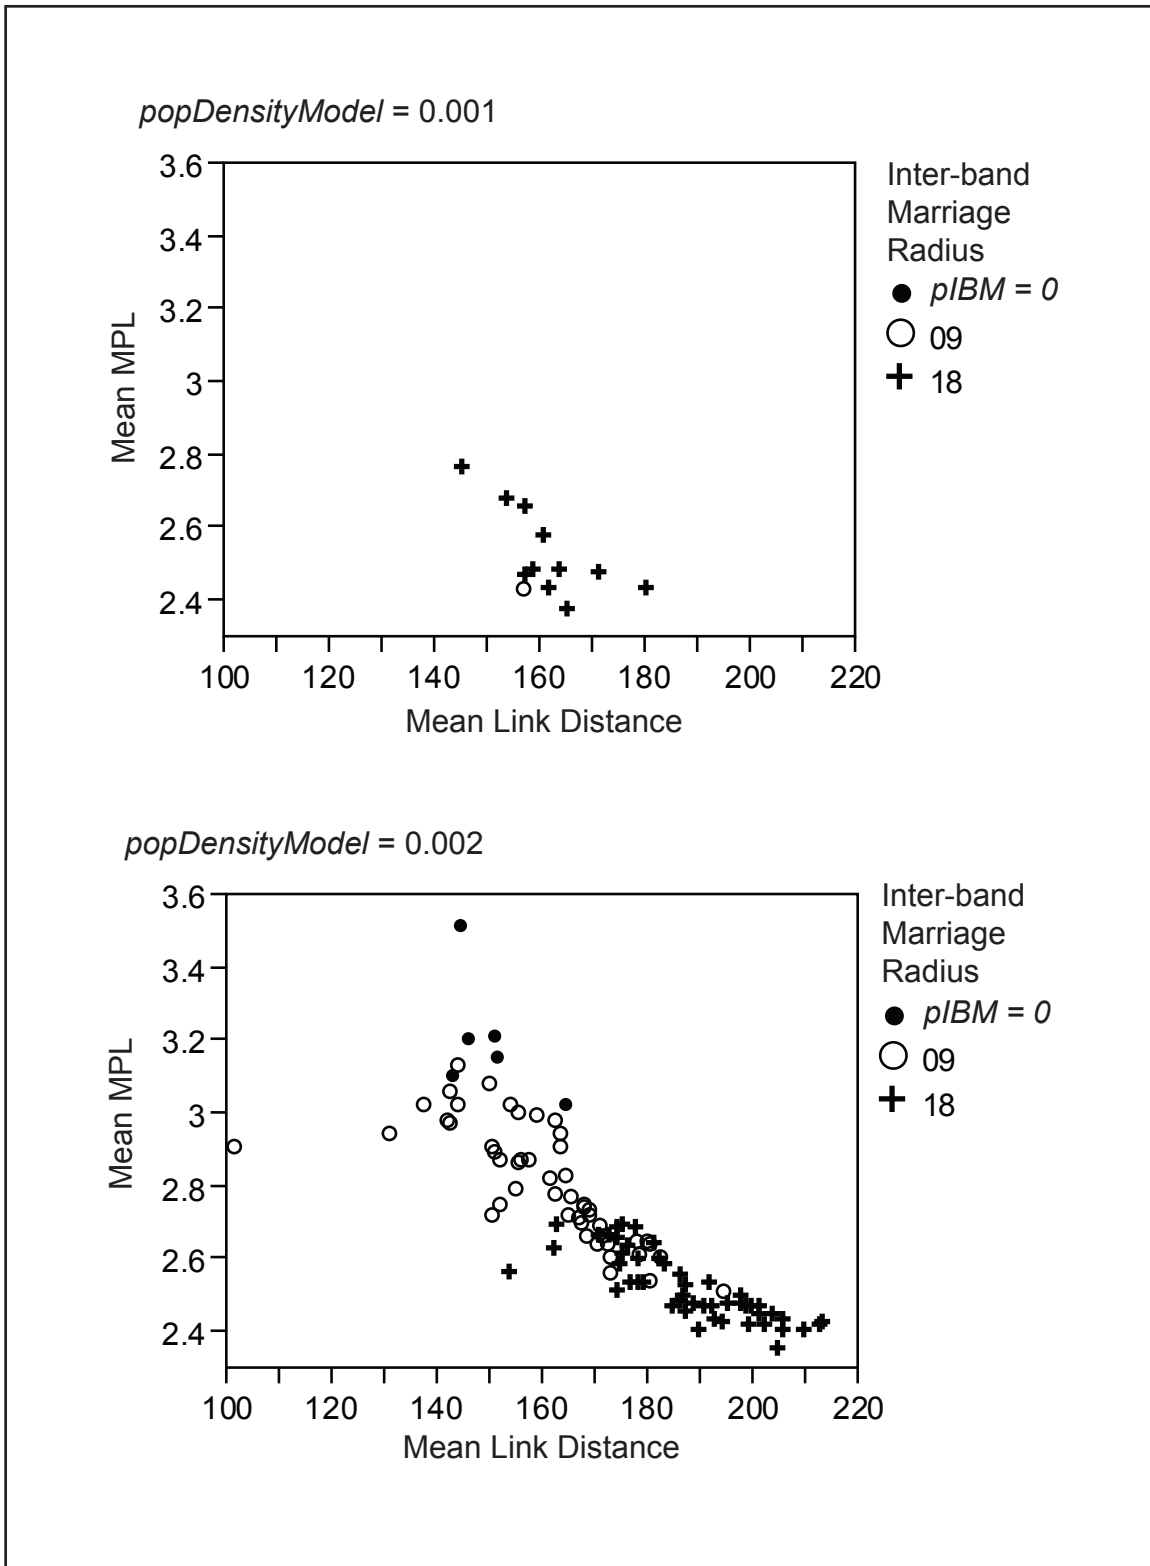 popDensityModel = 0.001
3.6
3.4
3.2
3
2.8
2.6
2.4
Mean MPL
100 120 140 160 180 200 220
Mean Link Distance
Inter-band
Marriage
Radius
pIBM = 0
09
18
popDensityModel = 0.002
3.6
3.4
3.2
3
2.8
2.6
2.4
Mean MPL
100 120 140 160 180 200 220
Mean Link Distance
Inter-band
Marriage
Radius
pIBM = 0
09
18